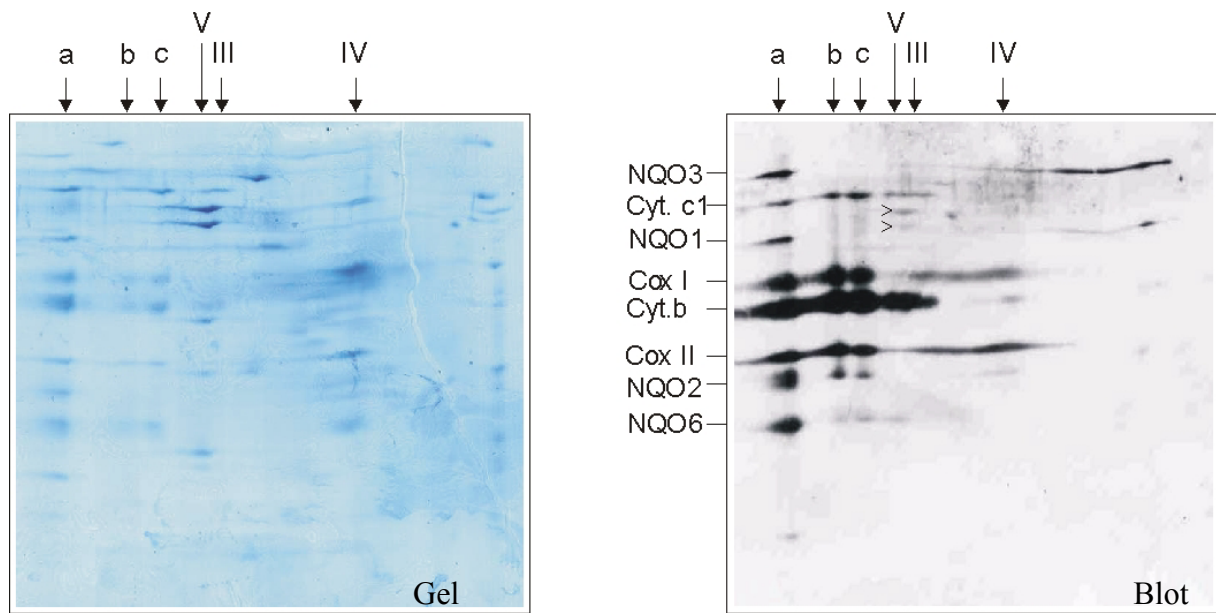 V
a b c III IV
Gel
V
a b c III IV
NQO3
Cyt. c1
>
>
NQO1
Cox I
Cyt.b
Cox II
NQO2
NQO6
Blot